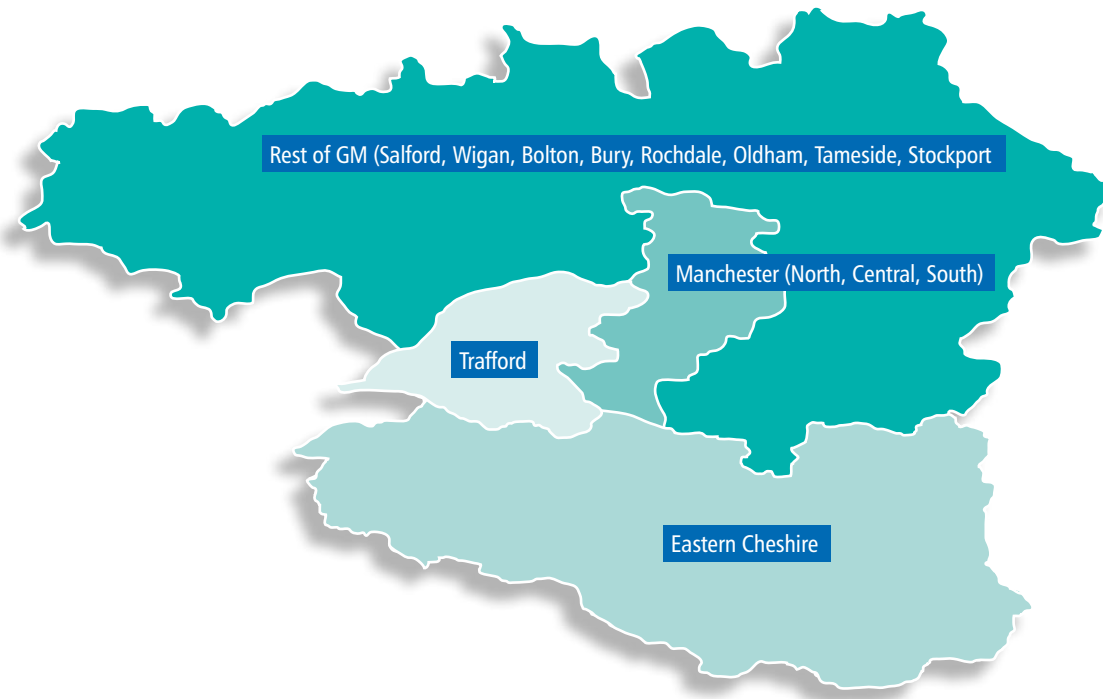 Rest of GM (Salford, Wigan, Bolton, Bury, Rochdale, Oldham, Tameside, Stockport
Manchester (North, Central, South)
Trafford
Eastern Cheshire